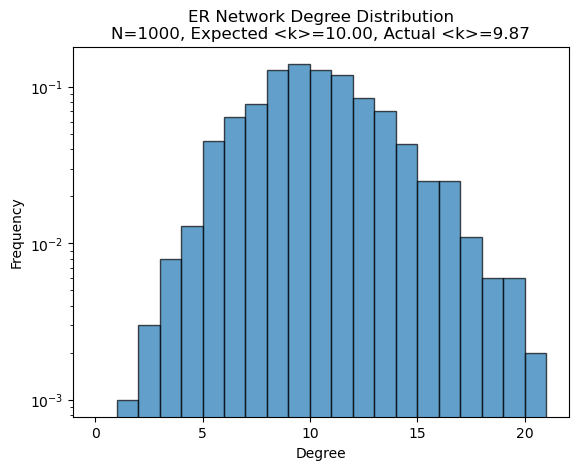 ER Network Degree Distribution
N=1000, Expected <k>=10.00, Actual <k>=9.87
Frequency
10⁻¹
10⁻²
10⁻³
0 5 10 15 20
Degree